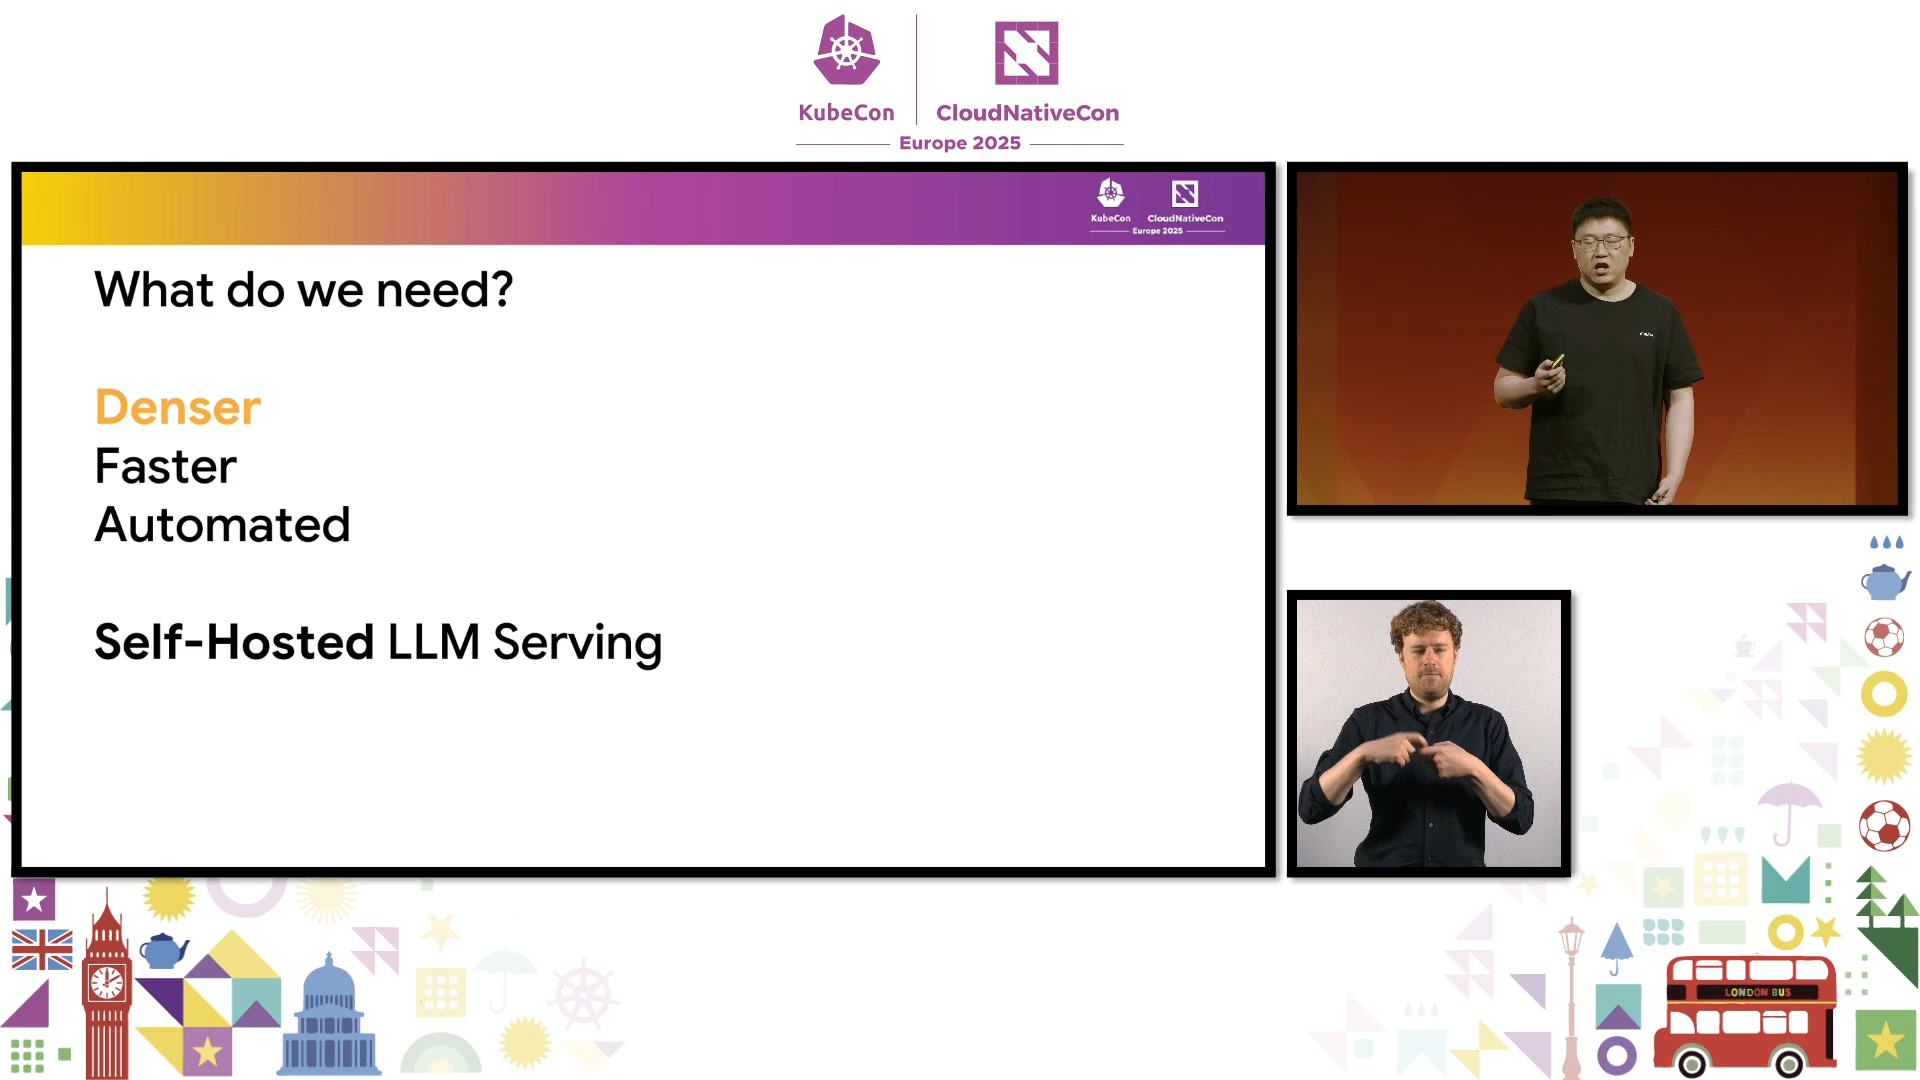 KubeCon
CloudNativeCon
Europe 2025
KubeCon
CloudNativeCon
Europe 2025
What do we need?
Denser
Faster
Automated
Self-Hosted LLM Serving
LONDON BUS